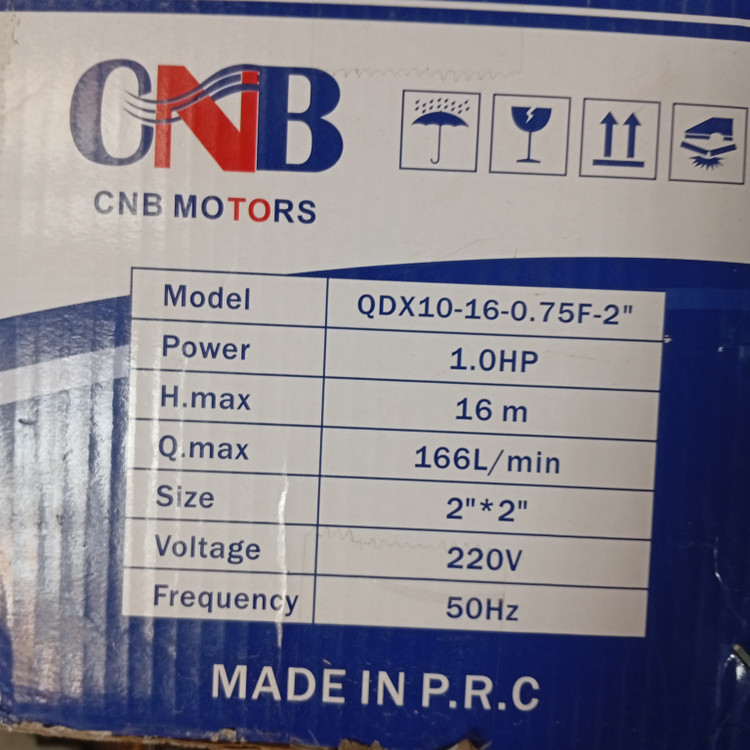 CNB
CNB MOTORS
Model QDX10-16-0.75F-2"
Power 1.0HP
H.max 16 m
Q.max 166L/min
Size 2"*2"
Voltage 220V
Frequency 50Hz
MADE IN P.R.C